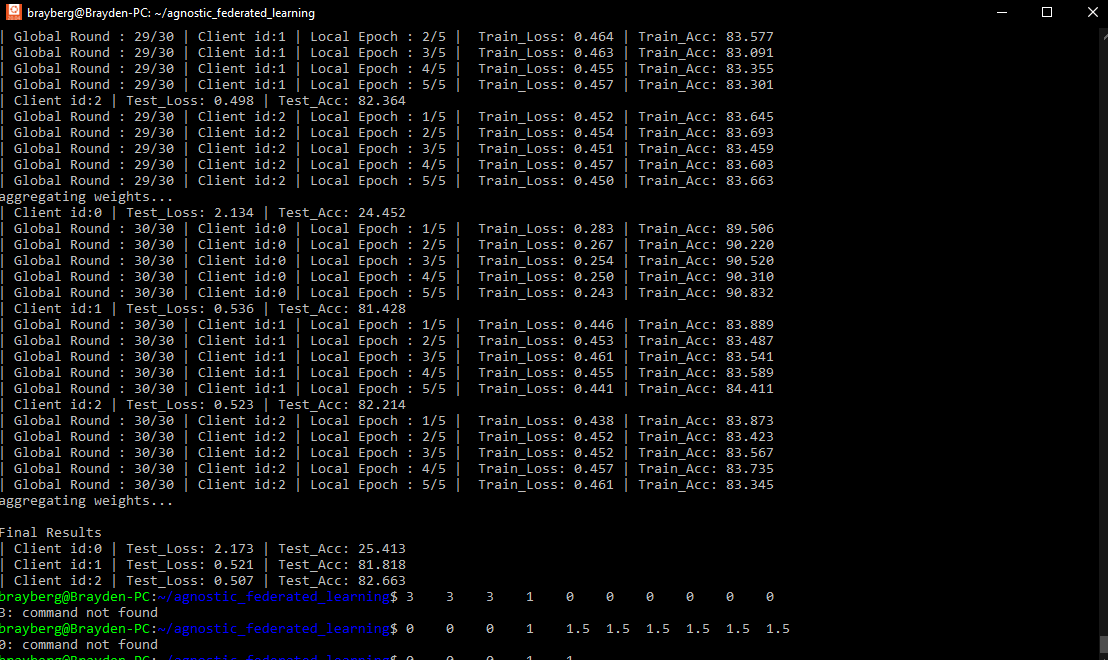 brayberg@Brayden-PC: ~/agnostic_federated_learning
| Global Round : 29/30 | Client id:1 | Local Epoch : 2/5 |  Train_Loss: 0.464 | Train_Acc: 83.577
| Global Round : 29/30 | Client id:1 | Local Epoch : 3/5 |  Train_Loss: 0.463 | Train_Acc: 83.091
| Global Round : 29/30 | Client id:1 | Local Epoch : 4/5 |  Train_Loss: 0.455 | Train_Acc: 83.355
| Global Round : 29/30 | Client id:1 | Local Epoch : 5/5 |  Train_Loss: 0.457 | Train_Acc: 83.301
| Client id:2 | Test_Loss: 0.498 | Test_Acc: 82.364
| Global Round : 29/30 | Client id:2 | Local Epoch : 1/5 |  Train_Loss: 0.452 | Train_Acc: 83.645
| Global Round : 29/30 | Client id:2 | Local Epoch : 2/5 |  Train_Loss: 0.454 | Train_Acc: 83.693
| Global Round : 29/30 | Client id:2 | Local Epoch : 3/5 |  Train_Loss: 0.451 | Train_Acc: 83.459
| Global Round : 29/30 | Client id:2 | Local Epoch : 4/5 |  Train_Loss: 0.457 | Train_Acc: 83.603
| Global Round : 29/30 | Client id:2 | Local Epoch : 5/5 |  Train_Loss: 0.450 | Train_Acc: 83.663
aggregating weights...
| Client id:0 | Test_Loss: 2.134 | Test_Acc: 24.452
| Global Round : 30/30 | Client id:0 | Local Epoch : 1/5 |  Train_Loss: 0.283 | Train_Acc: 89.506
| Global Round : 30/30 | Client id:0 | Local Epoch : 2/5 |  Train_Loss: 0.267 | Train_Acc: 90.220
| Global Round : 30/30 | Client id:0 | Local Epoch : 3/5 |  Train_Loss: 0.254 | Train_Acc: 90.520
| Global Round : 30/30 | Client id:0 | Local Epoch : 4/5 |  Train_Loss: 0.250 | Train_Acc: 90.310
| Global Round : 30/30 | Client id:0 | Local Epoch : 5/5 |  Train_Loss: 0.243 | Train_Acc: 90.832
| Client id:1 | Test_Loss: 0.536 | Test_Acc: 81.428
| Global Round : 30/30 | Client id:1 | Local Epoch : 1/5 |  Train_Loss: 0.446 | Train_Acc: 83.889
| Global Round : 30/30 | Client id:1 | Local Epoch : 2/5 |  Train_Loss: 0.453 | Train_Acc: 83.487
| Global Round : 30/30 | Client id:1 | Local Epoch : 3/5 |  Train_Loss: 0.461 | Train_Acc: 83.541
| Global Round : 30/30 | Client id:1 | Local Epoch : 4/5 |  Train_Loss: 0.455 | Train_Acc: 83.589
| Global Round : 30/30 | Client id:1 | Local Epoch : 5/5 |  Train_Loss: 0.441 | Train_Acc: 84.411
| Client id:2 | Test_Loss: 0.523 | Test_Acc: 82.214
| Global Round : 30/30 | Client id:2 | Local Epoch : 1/5 |  Train_Loss: 0.438 | Train_Acc: 83.873
| Global Round : 30/30 | Client id:2 | Local Epoch : 2/5 |  Train_Loss: 0.452 | Train_Acc: 83.423
| Global Round : 30/30 | Client id:2 | Local Epoch : 3/5 |  Train_Loss: 0.452 | Train_Acc: 83.567
| Global Round : 30/30 | Client id:2 | Local Epoch : 4/5 |  Train_Loss: 0.457 | Train_Acc: 83.735
| Global Round : 30/30 | Client id:2 | Local Epoch : 5/5 |  Train_Loss: 0.461 | Train_Acc: 83.345
aggregating weights...
Final Results
| Client id:0 | Test_Loss: 2.173 | Test_Acc: 25.413
| Client id:1 | Test_Loss: 0.521 | Test_Acc: 81.818
| Client id:2 | Test_Loss: 0.507 | Test_Acc: 82.663
brayberg@Brayden-PC:~/agnostic_federated_learning$ 3    3    3    1    0    0    0    0    0    0
3: command not found
brayberg@Brayden-PC:~/agnostic_federated_learning$ 0    0    0    1    1.5  1.5  1.5  1.5  1.5  1.5
0: command not found
brayberg@Brayden-PC:~/agnostic_federated_learning$ 0    0    0    1    1